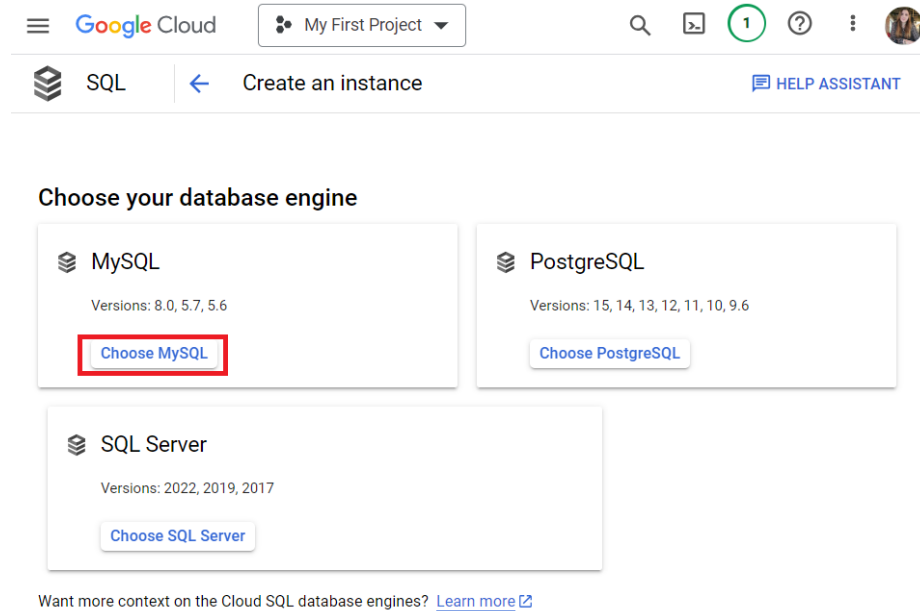 Google Cloud
My First Project
1
SQL
Create an instance
HELP ASSISTANT
Choose your database engine
MySQL
Versions: 8.0, 5.7, 5.6
Choose MySQL
PostgreSQL
Versions: 15, 14, 13, 12, 11, 10, 9.6
Choose PostgreSQL
SQL Server
Versions: 2022, 2019, 2017
Choose SQL Server
Want more context on the Cloud SQL database engines? Learn more